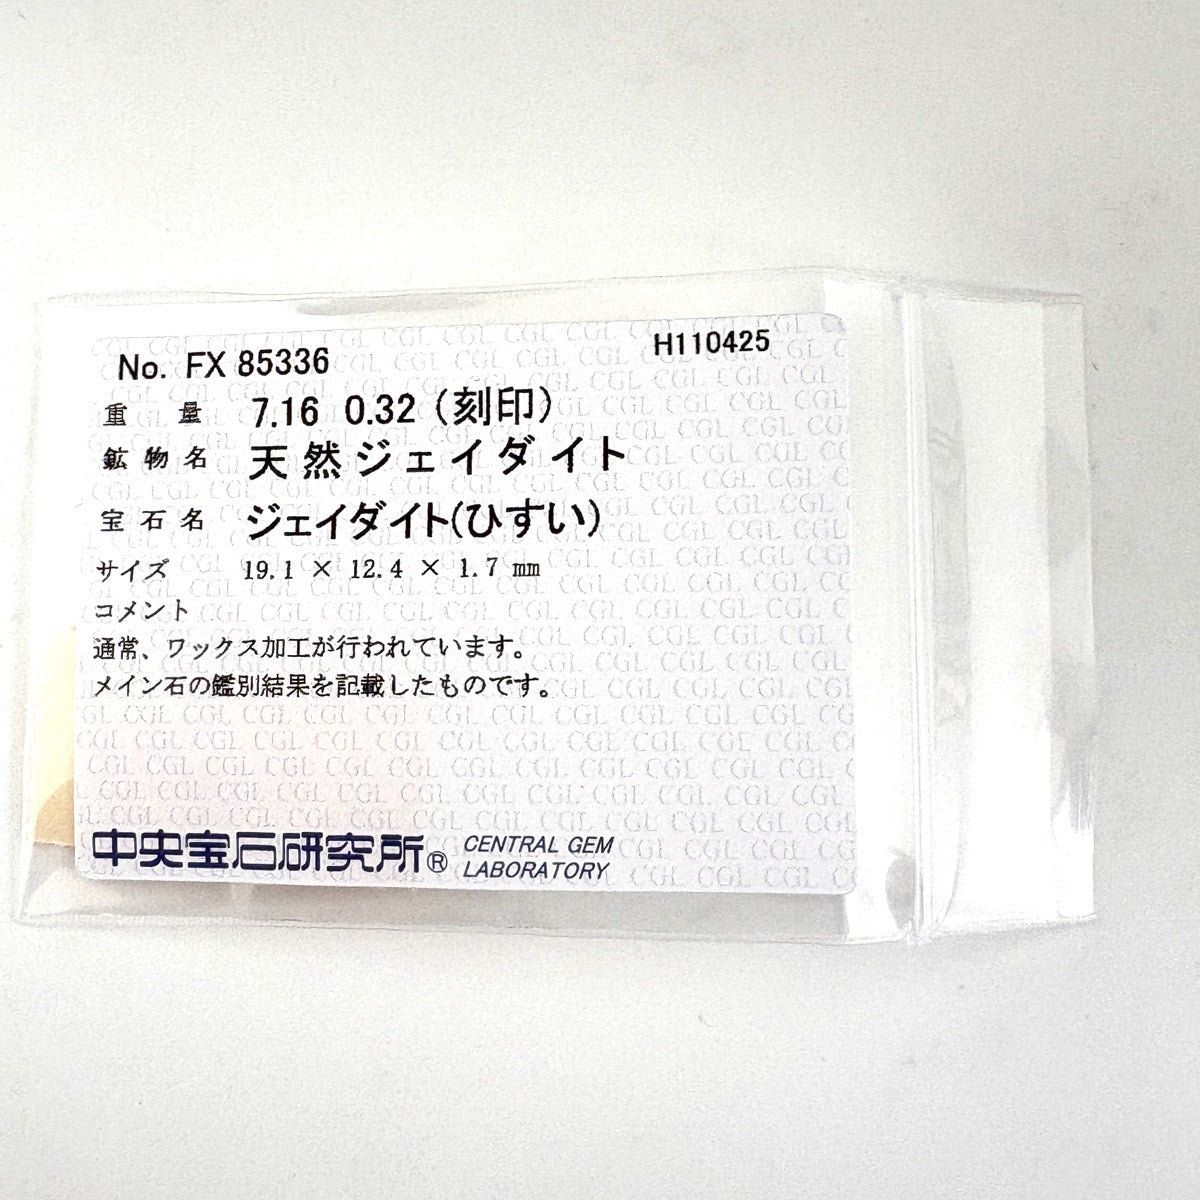 No. FX 85336 H110425
重量 7.16 0.32 (刻印)
鉱物名 天然ジェイダイト
宝石名 ジェイダイト(ひすい)
サイズ 19.1 × 12.4 × 1.7 mm
コメント
通常、ワックス加工が行われています。
メイン石の鑑別結果を記載したものです。
中央宝石研究所® CENTRAL GEM
LABORATORY